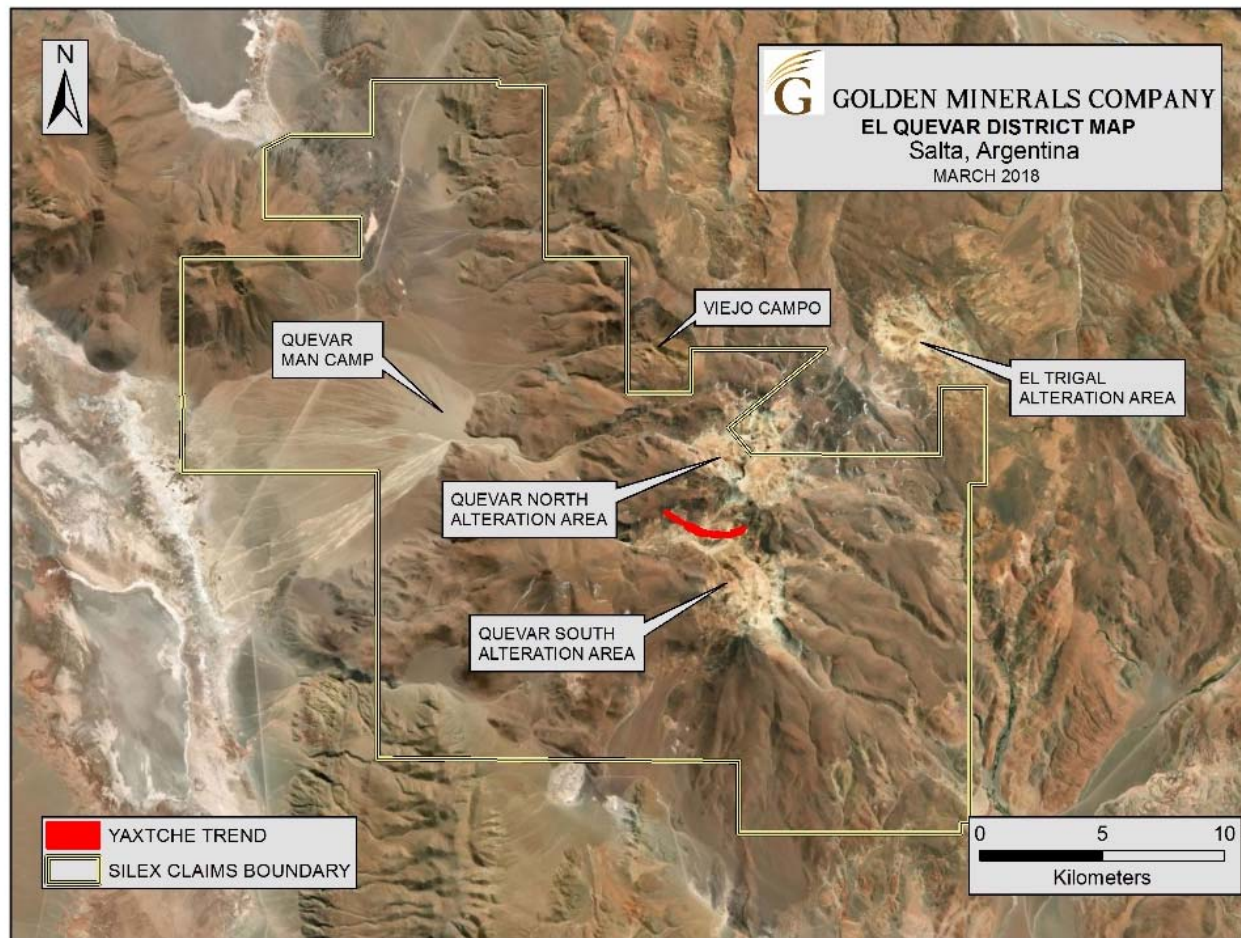 N
G
GOLDEN MINERALS COMPANY
EL QUEVAR DISTRICT MAP
Salta, Argentina
MARCH 2018
VIEJO CAMPO
QUEVAR
MAN CAMP
EL TRIGAL
ALTERATION AREA
QUEVAR NORTH
ALTERATION AREA
QUEVAR SOUTH
ALTERATION AREA
YAXTCHE TREND
SILEX CLAIMS BOUNDARY
0 5 10
Kilometers